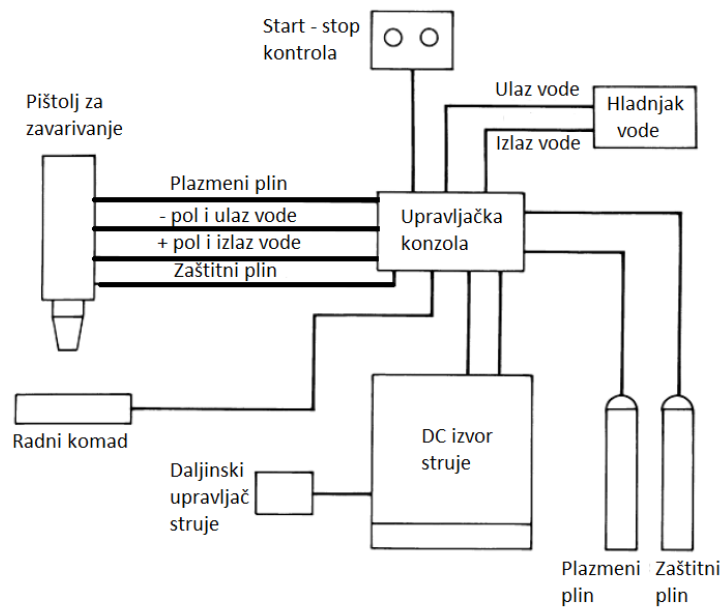 Start - stop
kontrola
Ulaz vode
Hladnjak
vode
Izlaz vode
Pištolj za
zavarivanje
Plazmeni plin
- pol i ulaz vode
+ pol i izlaz vode
Zaštitni plin
Upravljačka
konzola
Radni komad
DC izvor
struje
Daljinski
upravljač
struje
Plazmeni
plin
Zaštitni
plin